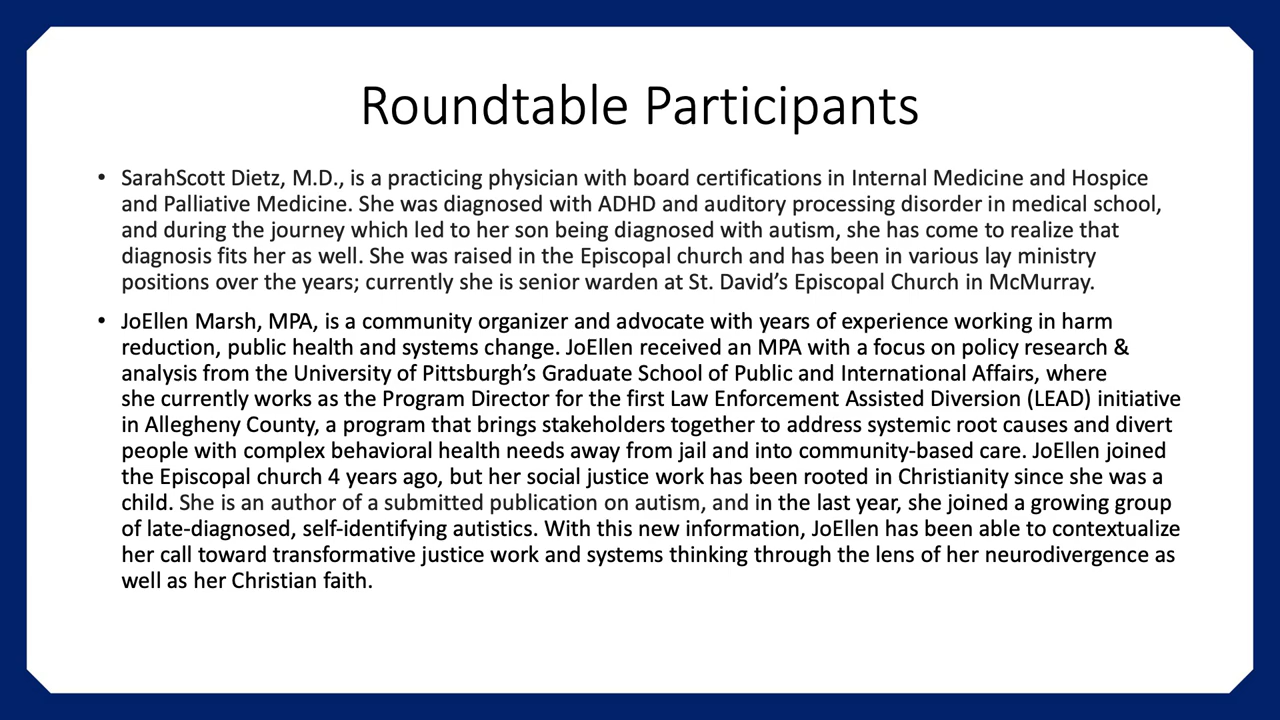 Roundtable Participants
• SarahScott Dietz, M.D., is a practicing physician with board certifications in Internal Medicine and Hospice
and Palliative Medicine. She was diagnosed with ADHD and auditory processing disorder in medical school,
and during the journey which led to her son being diagnosed with autism, she has come to realize that
diagnosis fits her as well. She was raised in the Episcopal church and has been in various lay ministry
positions over the years; currently she is senior warden at St. David’s Episcopal Church in McMurray.
• JoEllen Marsh, MPA, is a community organizer and advocate with years of experience working in harm
reduction, public health and systems change. JoEllen received an MPA with a focus on policy research &
analysis from the University of Pittsburgh’s Graduate School of Public and International Affairs, where
she currently works as the Program Director for the first Law Enforcement Assisted Diversion (LEAD) initiative
in Allegheny County, a program that brings stakeholders together to address systemic root causes and divert
people with complex behavioral health needs away from jail and into community-based care. JoEllen joined
the Episcopal church 4 years ago, but her social justice work has been rooted in Christianity since she was a
child. She is an author of a submitted publication on autism, and in the last year, she joined a growing group
of late-diagnosed, self-identifying autistics. With this new information, JoEllen has been able to contextualize
her call toward transformative justice work and systems thinking through the lens of her neurodivergence as
well as her Christian faith.